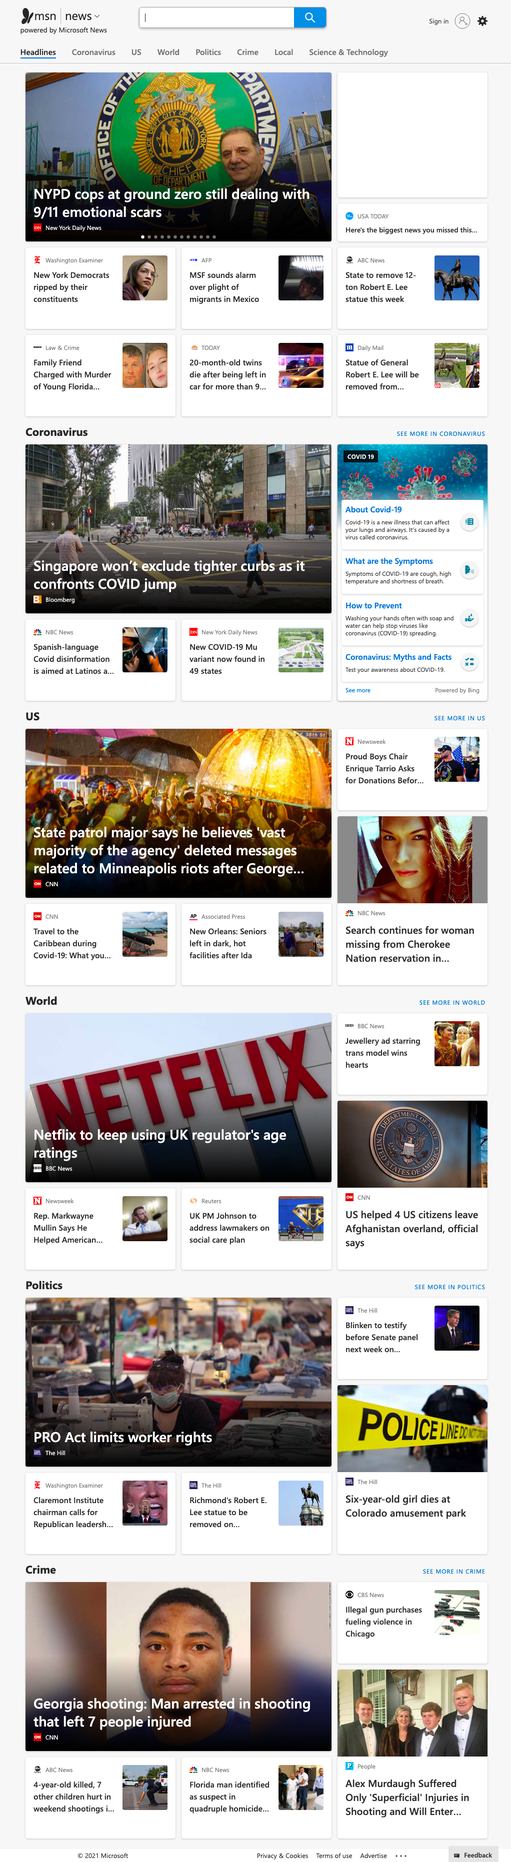 msn | news
powered by Microsoft News
Sign in
Headlines Coronavirus US World Politics Crime Local Science & Technology
OFFICE OF THE
DEPARTMENT
CHIEF
NYPD cops at ground zero still dealing with
9/11 emotional scars
New York Daily News
USA TODAY
Here's the biggest news you missed this...
Washington Examiner
New York Democrats
ripped by their
constituents
AFP
MSF sounds alarm
over plight of
migrants in Mexico
ABC News
State to remove 12-
ton Robert E. Lee
statue this week
Law & Crime
Family Friend
Charged with Murder
of Young Florida...
TODAY
20-month-old twins
die after being left in
car for more than 9...
Daily Mail
Statue of General
Robert E. Lee will be
removed from...
Coronavirus
SEE MORE IN CORONAVIRUS
Singapore won't exclude tighter curbs as it
confronts COVID jump
Bloomberg
COVID 19
About Covid-19
Covid-19 is a new illness that can affect
your lungs and airways. It's caused by a
virus called coronavirus.
What are the Symptoms
Symptoms of COVID-19 are cough, high
temperature and shortness of breath.
How to Prevent
Washing your hands often with soap and
water can help stop viruses like
coronavirus (COVID-19) spreading.
Coronavirus: Myths and Facts
Test your awareness about COVID-19.
See more
Powered by Bing
NBC News
Spanish-language
Covid disinformation
is aimed at Latinos a...
New York Daily News
New COVID-19 Mu
variant now found in
49 states
US
SEE MORE IN US
State patrol major says he believes 'vast
majority of the agency' deleted messages
related to Minneapolis riots after George...
CNN
Newsweek
Proud Boys Chair
Enrique Tarrio Asks
for Donations Befor...
NBC News
Search continues for woman
missing from Cherokee
Nation reservation in...
CNN
Travel to the
Caribbean during
Covid-19: What you...
Associated Press
New Orleans: Seniors
left in dark, hot
facilities after Ida
World
SEE MORE IN WORLD
NETFLIX
Netflix to keep using UK regulator's age
ratings
BBC News
BBC News
Jewellery ad starring
trans model wins
hearts
CNN
US helped 4 US citizens leave
Afghanistan overland, official
says
Newsweek
Rep. Markwayne
Mullin Says He
Helped American...
Reuters
UK PM Johnson to
address lawmakers on
social care plan
Politics
SEE MORE IN POLITICS
PRO Act limits worker rights
The Hill
The Hill
Blinken to testify
before Senate panel
next week on...
POLICE LINE DO NOT
The Hill
Six-year-old girl dies at
Colorado amusement park
Washington Examiner
Claremont Institute
chairman calls for
Republican leadersh...
The Hill
Richmond's Robert E.
Lee statue to be
removed on...
Crime
SEE MORE IN CRIME
Georgia shooting: Man arrested in shooting
that left 7 people injured
CNN
CBS News
Illegal gun purchases
fueling violence in
Chicago
People
Alex Murdaugh Suffered
Only 'Superficial' Injuries in
Shooting and Will Enter...
ABC News
4-year-old killed, 7
other children hurt in
weekend shootings i...
NBC News
Florida man identified
as suspect in
quadruple homicide...
© 2021 Microsoft
Privacy & Cookies Terms of use Advertise ...
Feedback